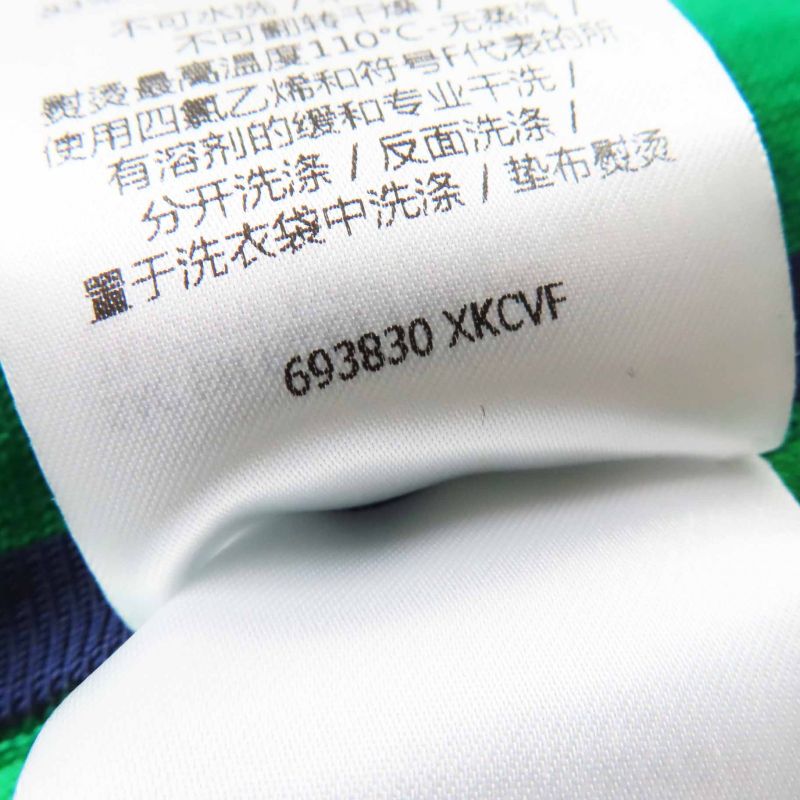 不可水洗 /
不可翻转干燥 /
熨烫最高温度110°C-无蒸汽 /
使用四氯乙烯和符号F代表的所
有溶剂的缓和专业干洗 /
分开洗涤 / 反面洗涤 /
置于洗衣袋中洗涤 / 垫布熨烫
693830 XKCVF